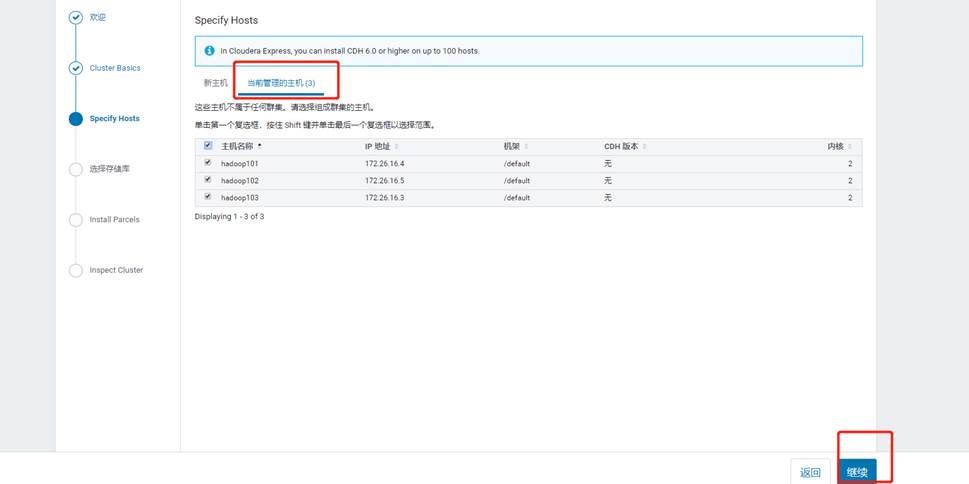 欢迎
Cluster Basics
Specify Hosts
选择存储库
Install Parcels
Inspect Cluster
Specify Hosts
In Cloudera Express, you can install CDH 6.0 or higher on up to 100 hosts.
新主机 当前管理的主机 (3)
这些主机不属于任何群集。请选择组成群集的主机。
单击第一个复选框，按住 Shift 键并单击最后一个复选框以选择范围。
主机名称 IP 地址 机架 CDH 版本 内核
hadoop101 172.26.16.4 /default 无 2
hadoop102 172.26.16.5 /default 无 2
hadoop103 172.26.16.3 /default 无 2
Displaying 1 - 3 of 3
返回 继续